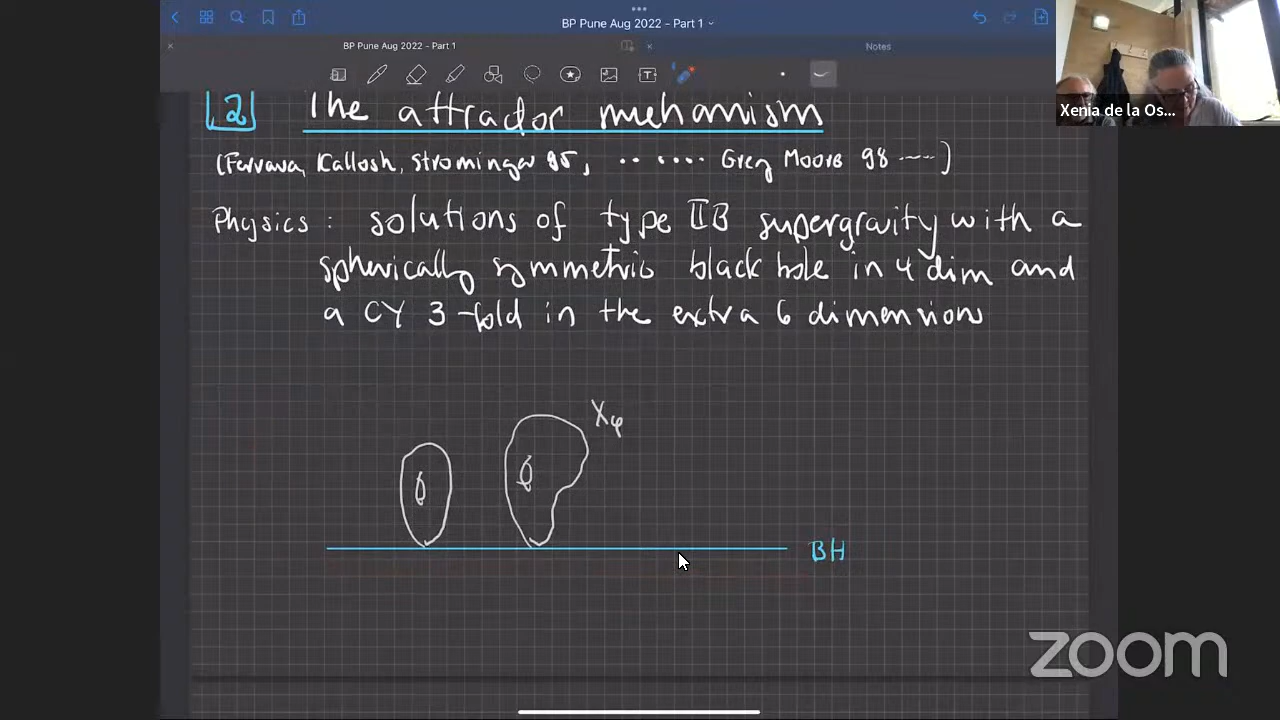 BP Pune Aug 2022 - Part 1
BP Pune Aug 2022 - Part 1
Notes
Xenia de la Os...
[2] The attractor mechanism
(Ferrara, Kallosh, Strominger 95, .. .... Greg Moore 98 ----)
Physics : solutions of type IIB supergravity with a
spherically symmetric black hole in 4 dim and
a CY 3-fold in the extra 6 dimensions
Xφ
BH
zoom